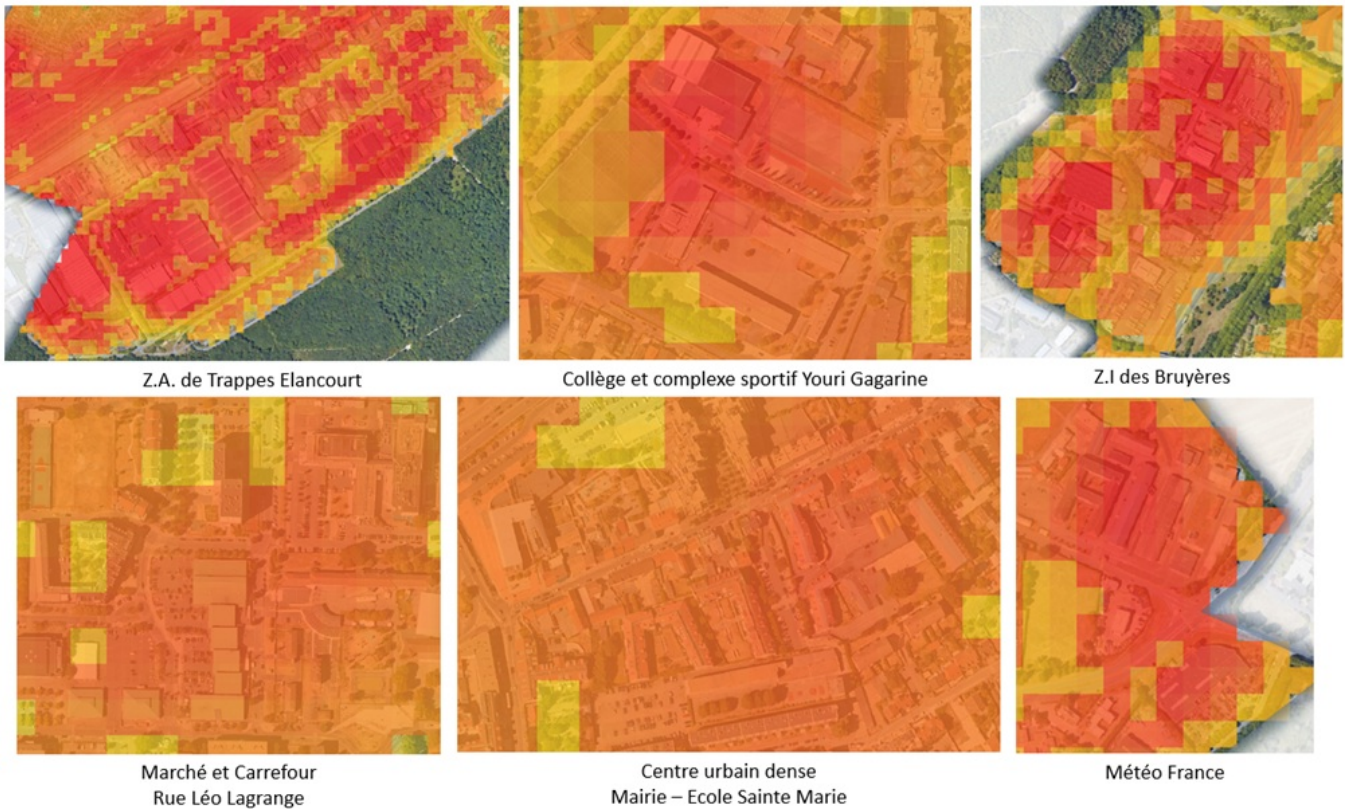 Z.A. de Trappes Elancourt
Collège et complexe sportif Youri Gagarine
Z.I des Bruyères
Marché et Carrefour
Rue Léo Lagrange
Centre urbain dense
Mairie – Ecole Sainte Marie
Météo France